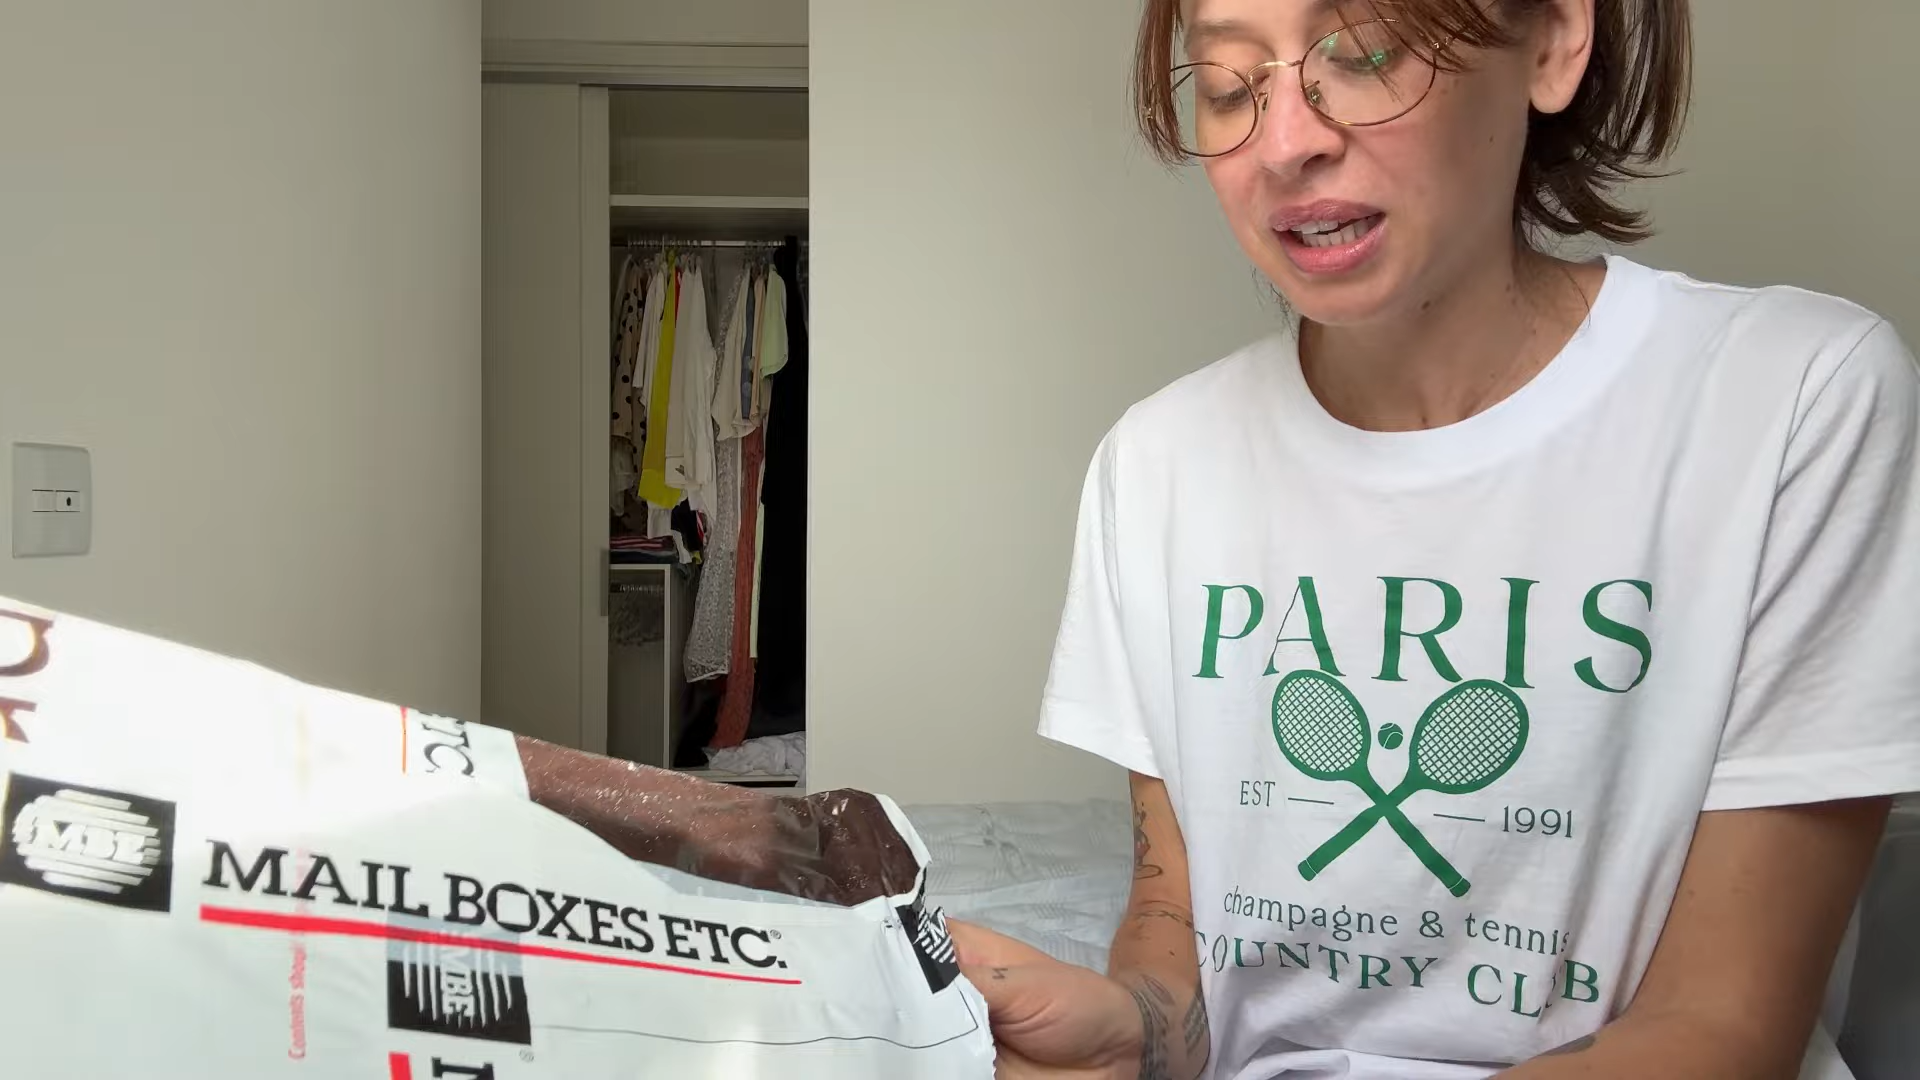 PARIS
EST
1991
champagne & tennis
COUNTRY CLUB
ETC.
MBE
MAIL BOXES ETC.®
MBE
®